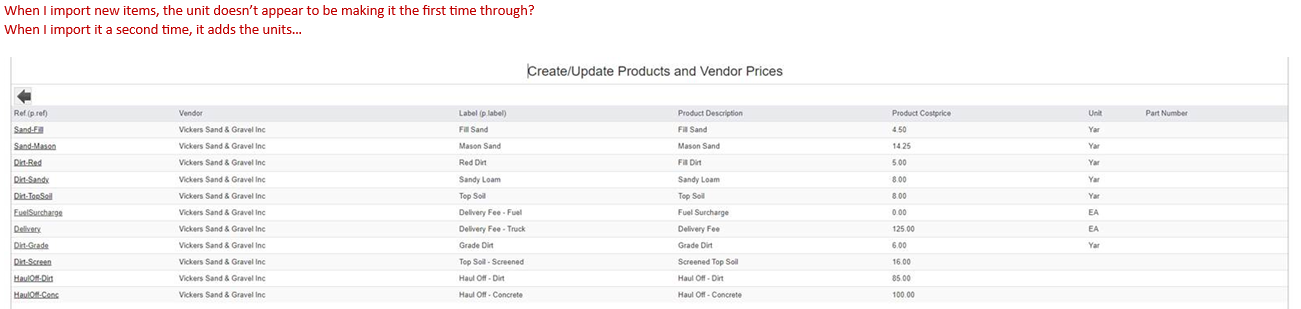 When I import new items, the unit doesn’t appear to be making it the first time through?
When I import it a second time, it adds the units…
Create/Update Products and Vendor Prices
Ref.(p.ref) Vendor Label (p.label) Product Description Product Costprice Unit Part Number
Sand-Fill Vickers Sand & Gravel Inc Fill Sand Fill Sand 4.50 Yar
Sand-Mason Vickers Sand & Gravel Inc Mason Sand Mason Sand 14.25 Yar
Dirt-Red Vickers Sand & Gravel Inc Red Dirt Fill Dirt 5.00 Yar
Dirt-Sandy Vickers Sand & Gravel Inc Sandy Loam Sandy Loam 8.00 Yar
Dirt-TopSoil Vickers Sand & Gravel Inc Top Soil Top Soil 8.00 Yar
FuelSurcharge Vickers Sand & Gravel Inc Delivery Fee - Fuel Fuel Surcharge 0.00 EA
Delivery Vickers Sand & Gravel Inc Delivery Fee - Truck Delivery Fee 125.00 EA
Dirt-Grade Vickers Sand & Gravel Inc Grade Dirt Grade Dirt 6.00 Yar
Dirt-Screen Vickers Sand & Gravel Inc Top Soil - Screened Screened Top Soil 16.00
HaulOff-Dirt Vickers Sand & Gravel Inc Haul Off - Dirt Haul Off - Dirt 85.00
HaulOff-Conc Vickers Sand & Gravel Inc Haul Off - Concrete Haul Off - Concrete 100.00